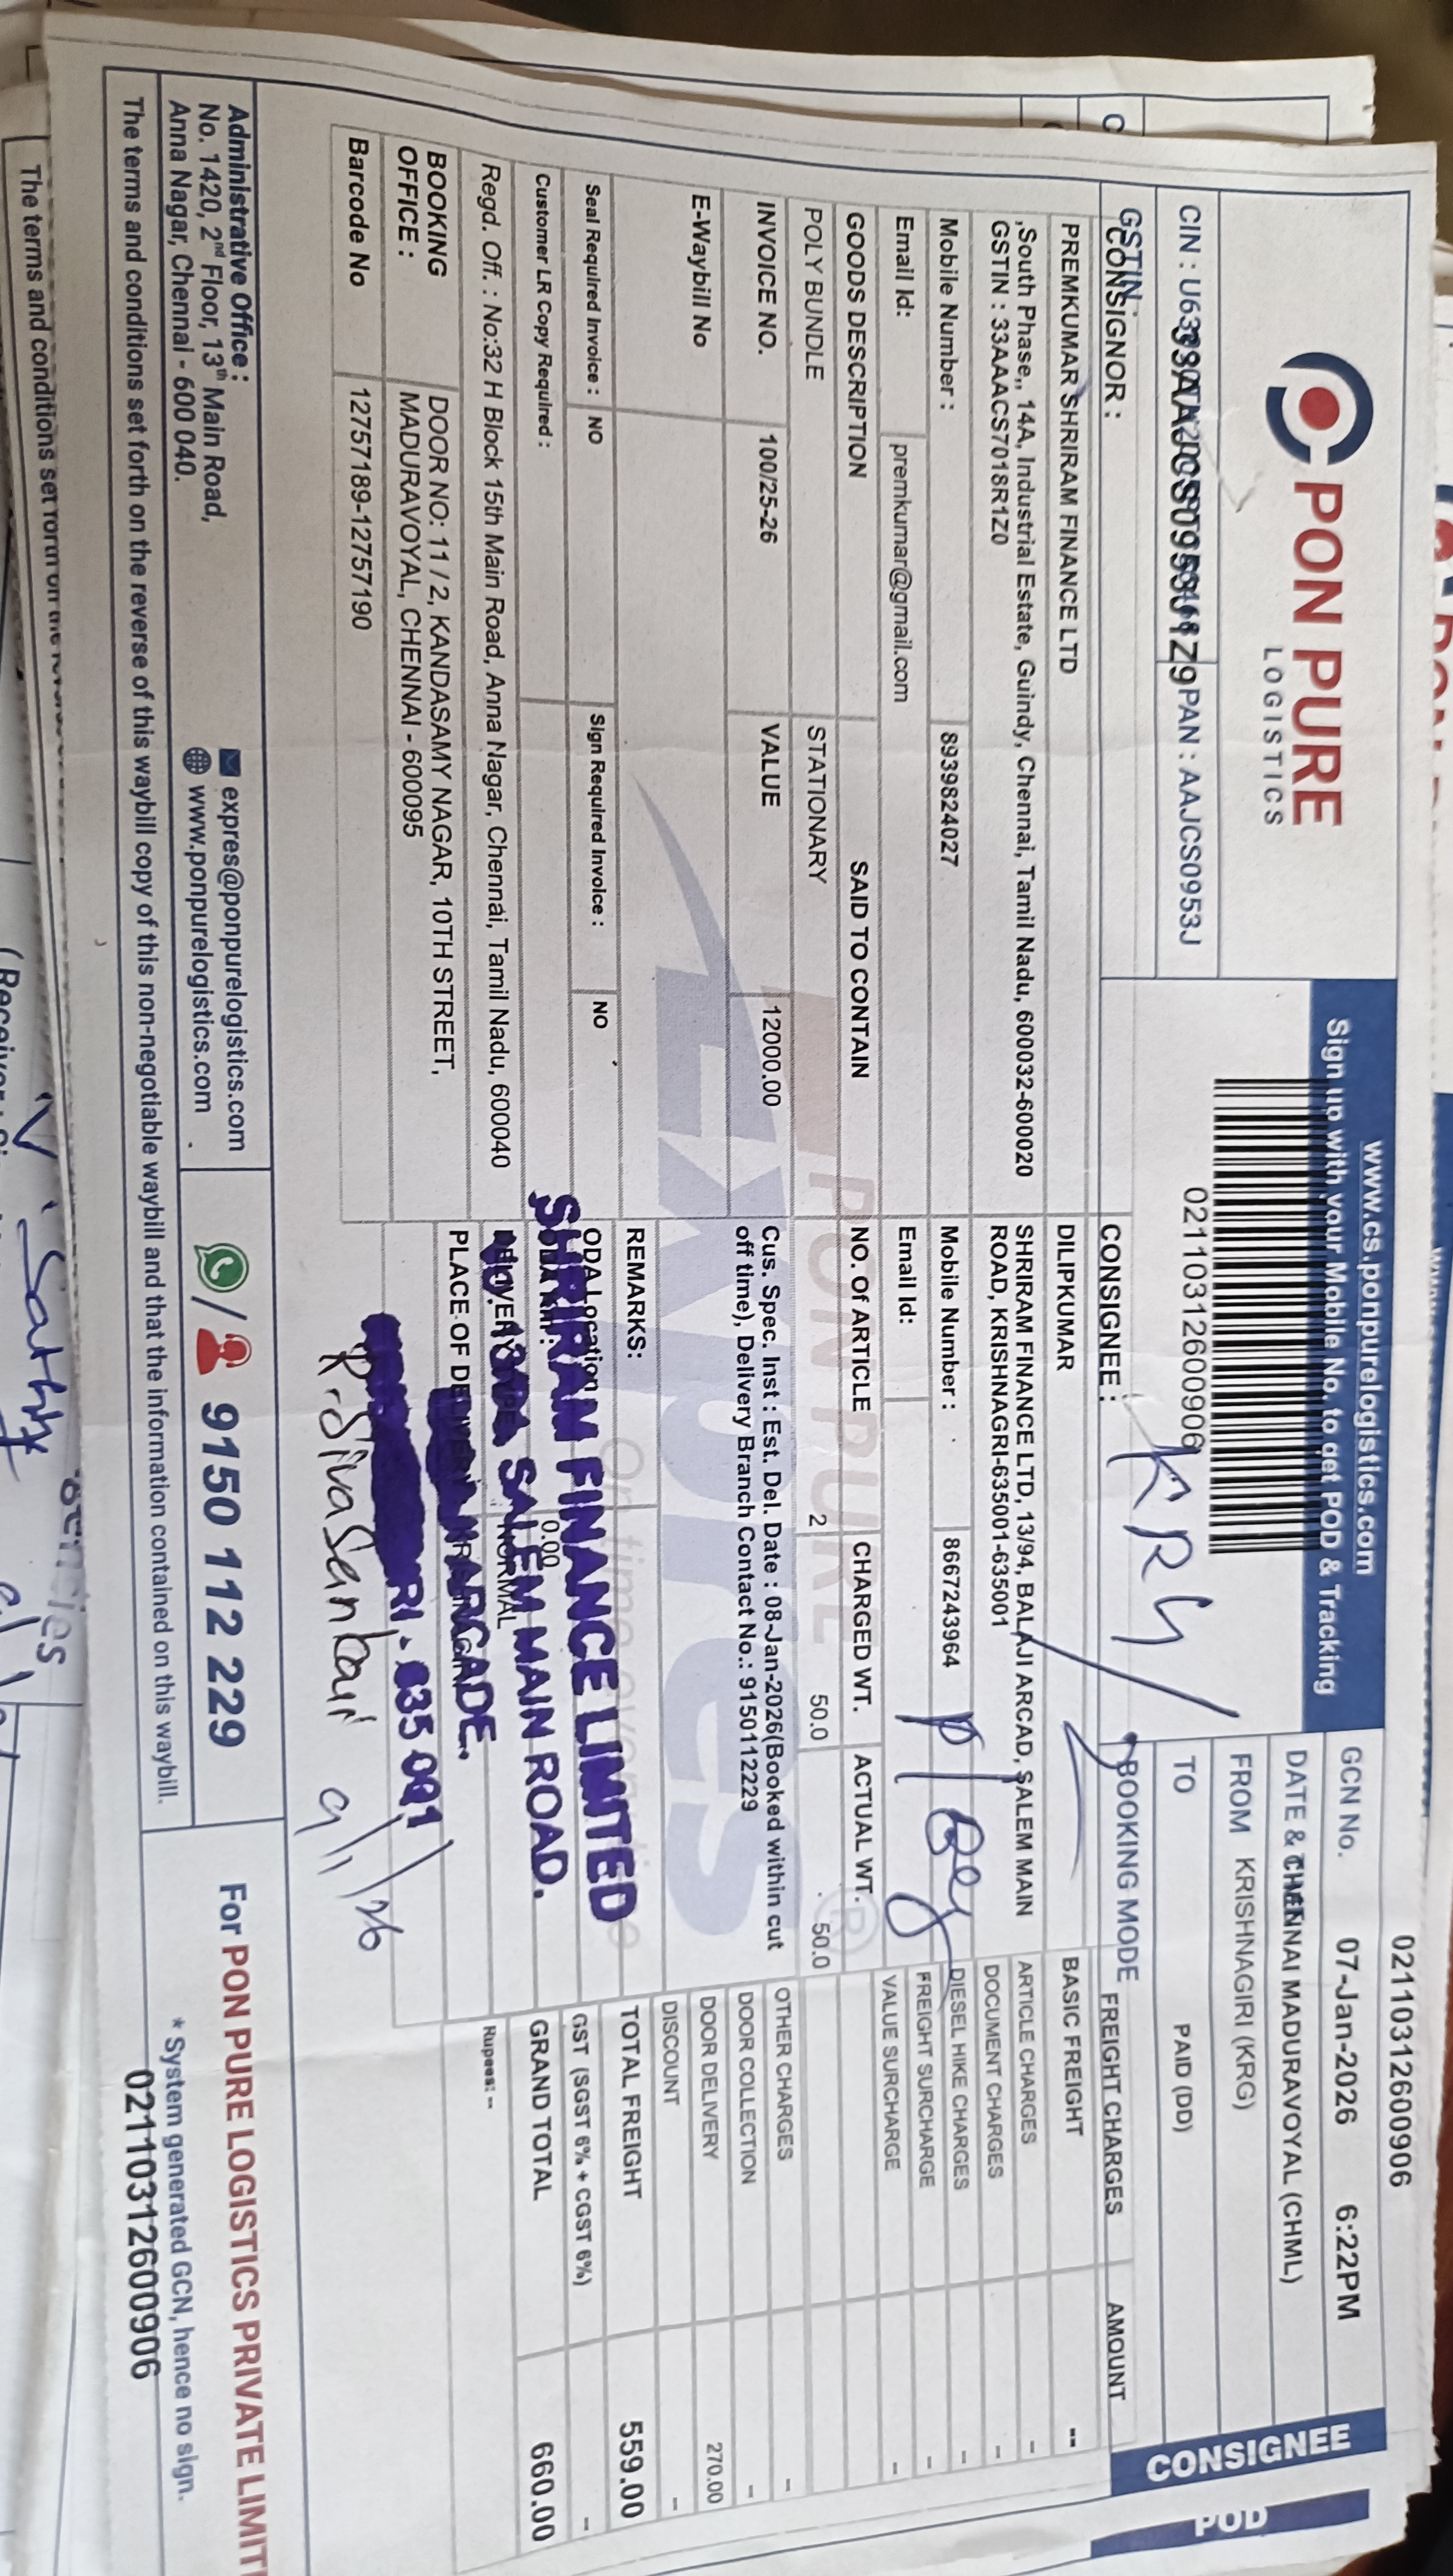 PON PURE
LOGISTICS
www.cs.ponpurelogistics.com
Sign up with your Mobile No. to get POD & Tracking
021103126009​06
02110312600906
GCN No. 07-Jan-2026 6:22PM
DATE &
FROM CHENNAI MADURAVOYAL (CHML)
TO KRISHNAGIRI (KRG)
BOOKING MODE PAID (DD)
CONSIGNEE
POD
PAN : AAJCS0953J
GSTIN
CONSIGNOR :
PREMKUMAR SHRIRAM FINANCE LTD
,South Phase,, 14A, Industrial Estate, Guindy, Chennai, Tamil Nadu, 600032-600020
GSTIN : 33AAACS7018R1Z0
Mobile Number : 8939824027
Email Id: premkumar@gmail.com
CONSIGNEE :
KRG
DILIPKUMAR
SHRIRAM FINANCE LTD, 13/94, BALAJI ARCAD, SALEM MAIN
ROAD, KRISHNAGRI-635001-635001
Mobile Number : 8667243964
Email Id:
GOODS DESCRIPTION SAID TO CONTAIN NO. Of ARTICLE CHARGED WT. ACTUAL WT.
POLY BUNDLE STATIONARY 2 50.0 50.0
INVOICE NO. 100/25-26 VALUE 12000.00
Cus. Spec. Inst : Est. Del. Date : 08-Jan-2026(Booked within cut
off time), Delivery Branch Contact No.: 9150112229
E-Waybill No
REMARKS:
Seal Required Invoice : NO Sign Required Invoice : NO
ODA Location
Customer LR Copy Required :
0.00
NORMAL
Regd. Off. : No:32 H Block 15th Main Road, Anna Nagar, Chennai, Tamil Nadu, 600040
PLACE OF
BOOKING
OFFICE :
DOOR NO: 11 / 2, KANDASAMY NAGAR, 10TH STREET,
MADURAVOYAL, CHENNAI - 600095
Barcode No 12757189-12757190
SHRIRAM FINANCE LIMITED
SALEM MAIN ROAD.
ARCADE.
635 001
R. Sivasankari
9/1/26
FREIGHT CHARGES AMOUNT
BASIC FREIGHT --
ARTICLE CHARGES -
DOCUMENT CHARGES -
DIESEL HIKE CHARGES -
FREIGHT SURCHARGE -
VALUE SURCHARGE -
OTHER CHARGES -
DOOR COLLECTION -
DOOR DELIVERY 270.00
DISCOUNT -
TOTAL FREIGHT 559.00
GST (SGST 6% + CGST 6%) -
GRAND TOTAL 660.00
Rupees: --
Administrative Office :
No. 1420, 2nd Floor, 13th Main Road,
Anna Nagar, Chennai - 600 040.
expres@ponpurelogistics.com
www.ponpurelogistics.com
9150 112 229
For PON PURE LOGISTICS PRIVATE LIMIT
* System generated GCN, hence no sign.
02110312600906
The terms and conditions set forth on the reverse of this waybill copy of this non-negotiable waybill and that the information contained on this waybill.
The terms and conditions set forth on the